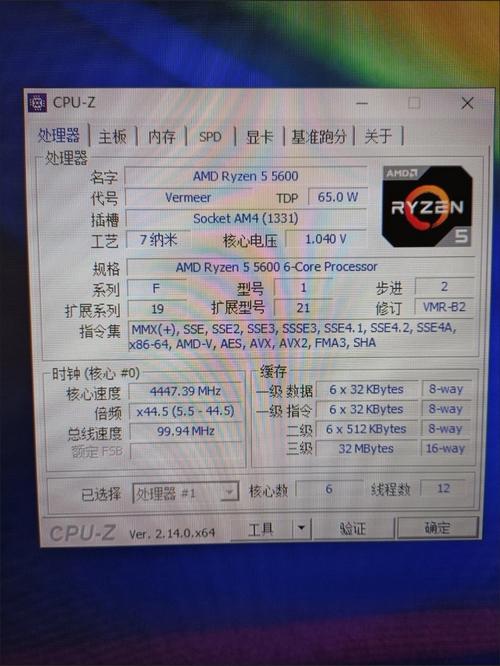 CPU-Z
处理器 主板 内存 SPD 显卡 基准跑分 关于
处理器
名字 AMD Ryzen 5 5600
代号 Vermeer TDP 65.0 W
插槽 Socket AM4 (1331)
工艺 7 纳米 核心电压 1.040 V
AMD
RYZEN
5
规格 AMD Ryzen 5 5600 6-Core Processor
系列 F 型号 1 步进 2
扩展系列 19 扩展型号 21 修订 VMR-B2
指令集 MMX(+), SSE, SSE2, SSE3, SSSE3, SSE4.1, SSE4.2, SSE4A,
x86-64, AMD-V, AES, AVX, AVX2, FMA3, SHA
时钟 (核心 #0)
核心速度 4447.39 MHz
倍频 x44.5 (5.5 - 44.5)
总线速度 99.94 MHz
额定 FSB
缓存
一级 数据 6 x 32 KBytes 8-way
一级 指令 6 x 32 KBytes 8-way
二级 6 x 512 KBytes 8-way
三级 32 MBytes 16-way
已选择 处理器 #1 核心数 6 线程数 12
CPU-Z Ver. 2.14.0.x64 工具 验证 确定